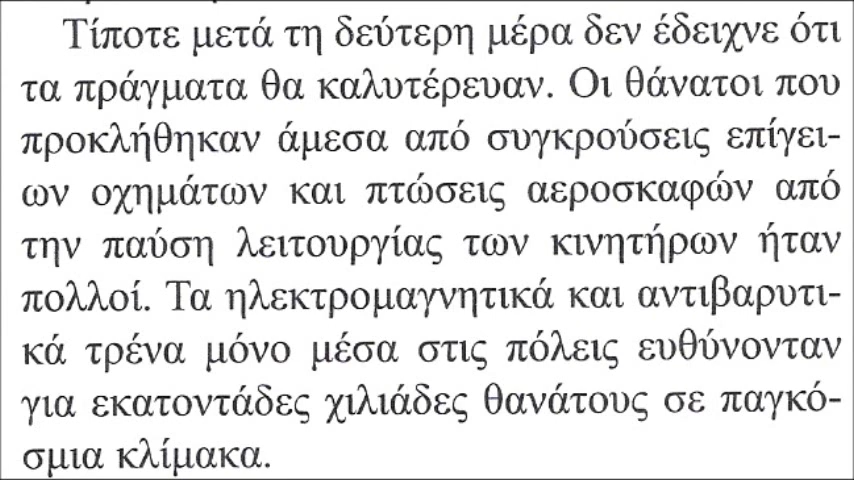 Τίποτε μετά τη δεύτερη μέρα δεν έδειχνε ότι
τα πράγματα θα καλυτέρευαν. Οι θάνατοι που
προκλήθηκαν άμεσα από συγκρούσεις επίγει-
ων οχημάτων και πτώσεις αεροσκαφών από
την παύση λειτουργίας των κινητήρων ήταν
πολλοί. Τα ηλεκτρομαγνητικά και αντιβαρυτι-
κά τρένα μόνο μέσα στις πόλεις ευθύνονταν
για εκατοντάδες χιλιάδες θανάτους σε παγκό-
σμια κλίμακα.